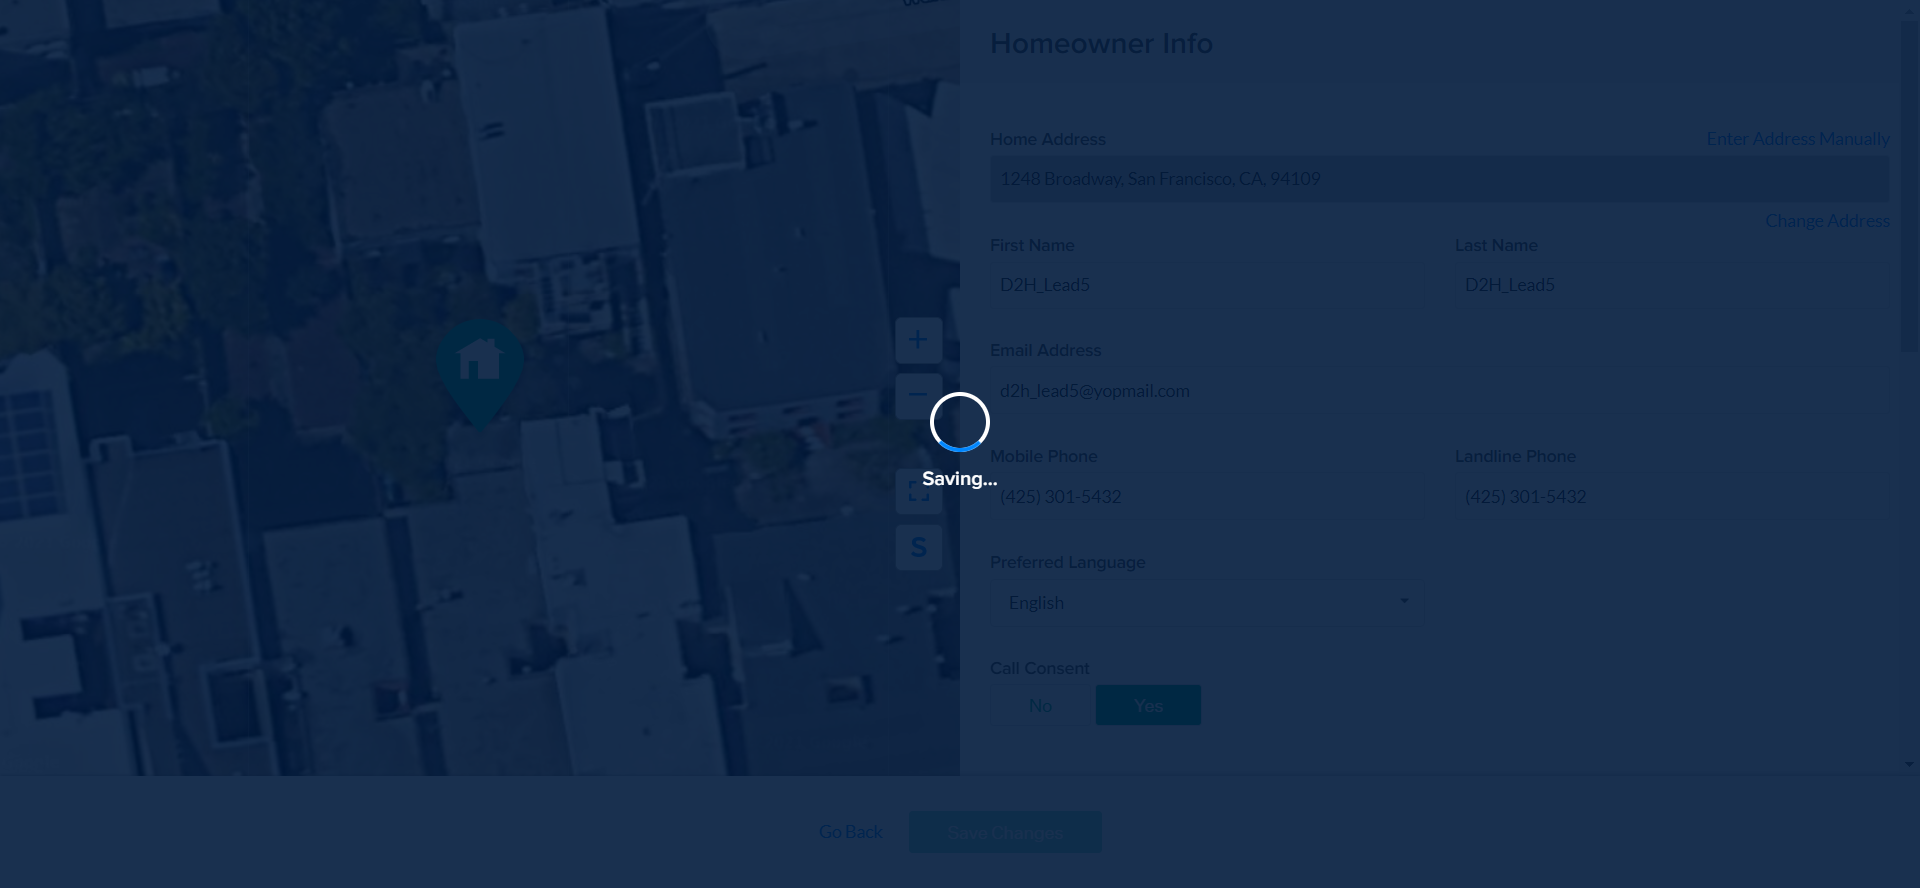 Homeowner Info
Home Address
Enter Address Manually
1248 Broadway, San Francisco, CA, 94109
Change Address
First Name
Last Name
D2H_Lead5
D2H_Lead5
Email Address
d2h_lead5@yopmail.com
Saving...
Mobile Phone
Landline Phone
(425) 301-5432
(425) 301-5432
S
Preferred Language
English
Call Consent
No
Yes
Go Back
Save Changes